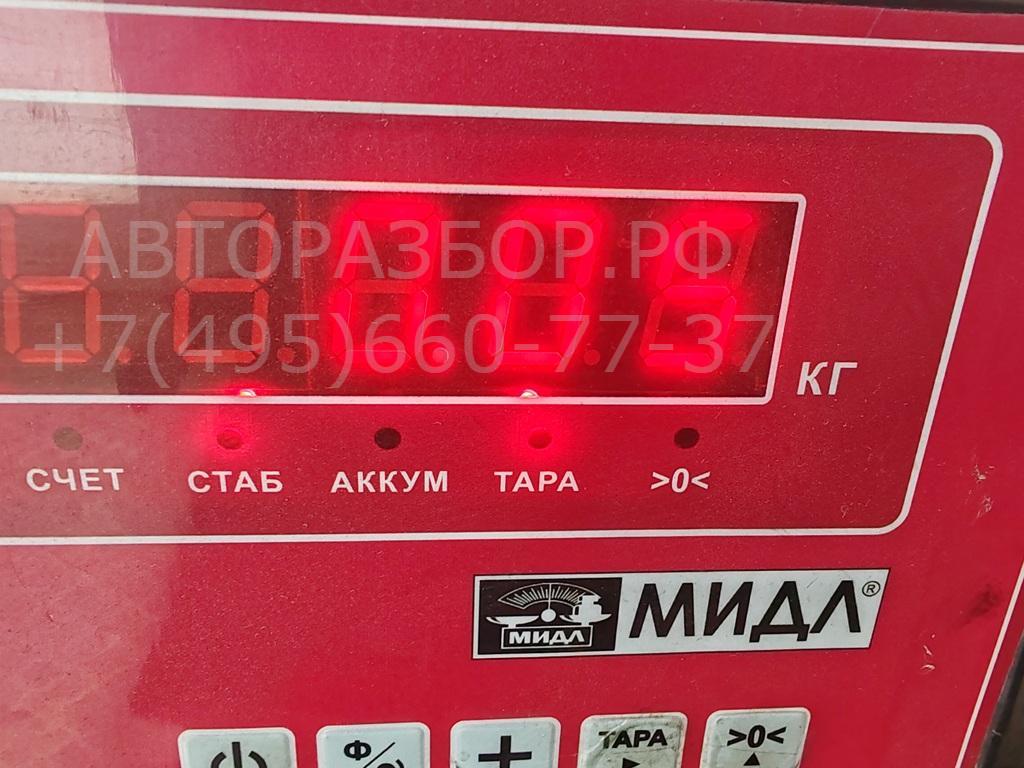 АВТОРАЗБОР.РФ
+7(495)660-77-37
КГ
СЧЕТ СТАБ АККУМ ТАРА >0<
МИДЛ МИДЛ®
Ф/ + ТАРА >0<